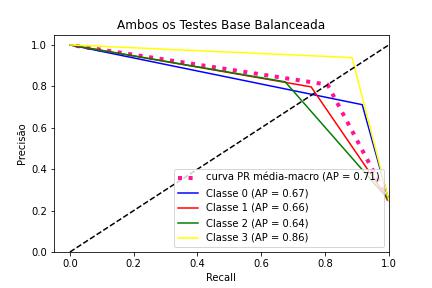 Ambos os Testes Base Balanceada
Precisão
1.0
0.8
0.6
0.4
0.2
0.0
curva PR média-macro (AP = 0.71)
Classe 0 (AP = 0.67)
Classe 1 (AP = 0.66)
Classe 2 (AP = 0.64)
Classe 3 (AP = 0.86)
0.0 0.2 0.4 0.6 0.8 1.0
Recall